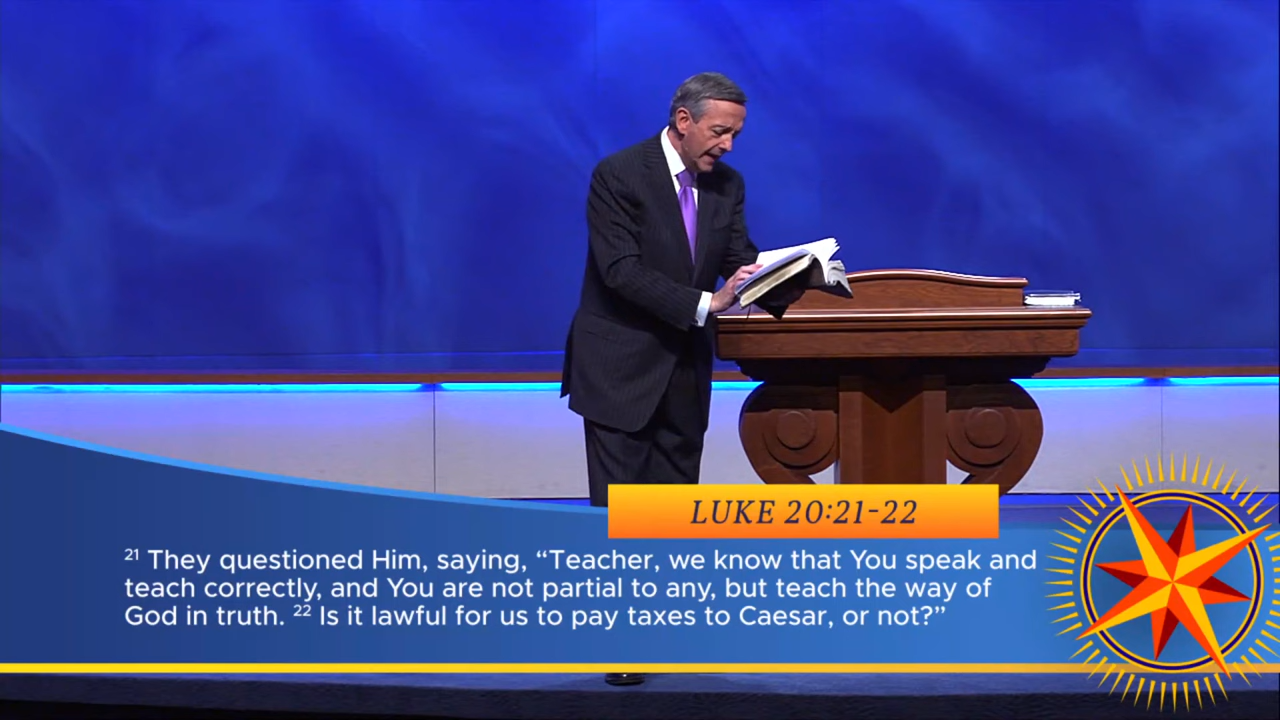 LUKE 20:21-22
²¹ They questioned Him, saying, “Teacher, we know that You speak and
teach correctly, and You are not partial to any, but teach the way of
God in truth. ²² Is it lawful for us to pay taxes to Caesar, or not?”